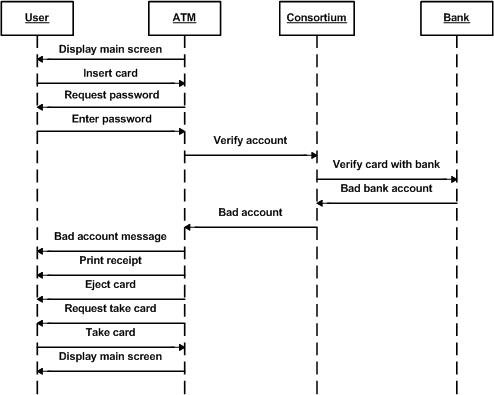 User ATM Consortium Bank
Display main screen
Insert card
Request password
Enter password
Verify account
Verify card with bank
Bad bank account
Bad account
Bad account message
Print receipt
Eject card
Request take card
Take card
Display main screen